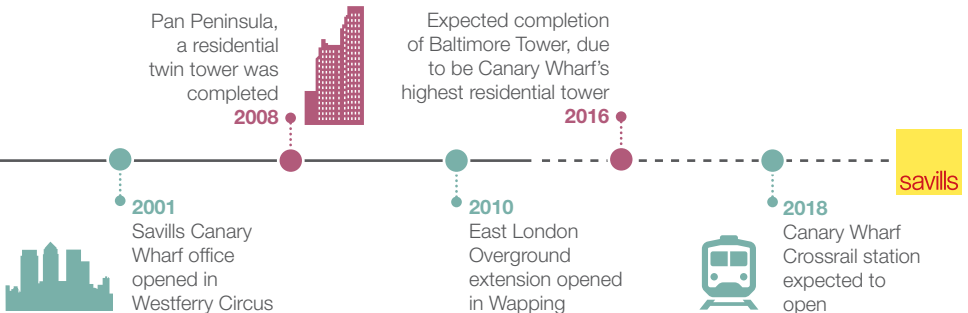 Pan Peninsula,
a residential
twin tower was
completed
2008
Expected completion
of Baltimore Tower, due
to be Canary Wharf's
highest residential tower
2016
savills
2001
Savills Canary
Wharf office
opened in
Westferry Circus
2010
East London
Overground
extension opened
in Wapping
2018
Canary Wharf
Crossrail station
expected to
open